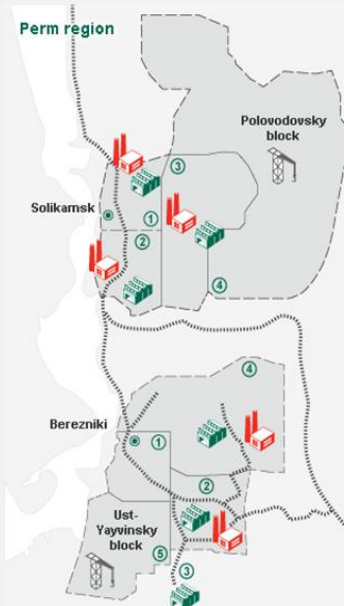 Perm region
Polovodovsky
block
3
Solikamsk
1
2
4
4
Berezniki
1
2
Ust-
Yayvinsky
block
5
3